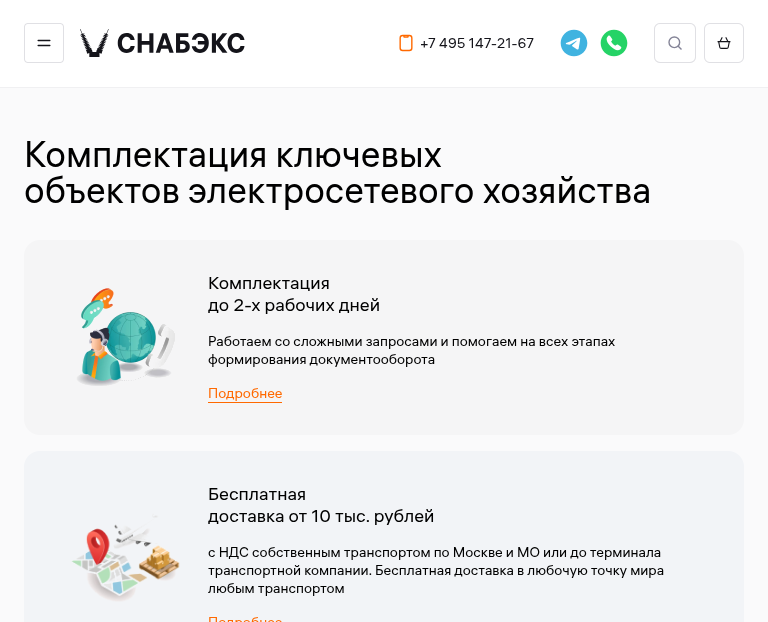 СНАБЭКС
+7 495 147-21-67
Комплектация ключевых
объектов электросетевого хозяйства
Комплектация
до 2-х рабочих дней
Работаем со сложными запросами и помогаем на всех этапах
формирования документооборота
Подробнее
Бесплатная
доставка от 10 тыс. рублей
с НДС собственным транспортом по Москве и МО или до терминала
транспортной компании. Бесплатная доставка в любочую точку мира
любым транспортом
Подробнее